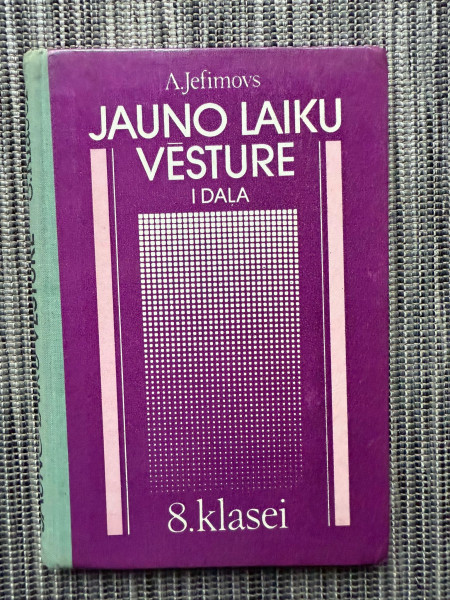 A.Jefimovs
JAUNO LAIKU
VĒSTURE
I DAĻA
8.klasei